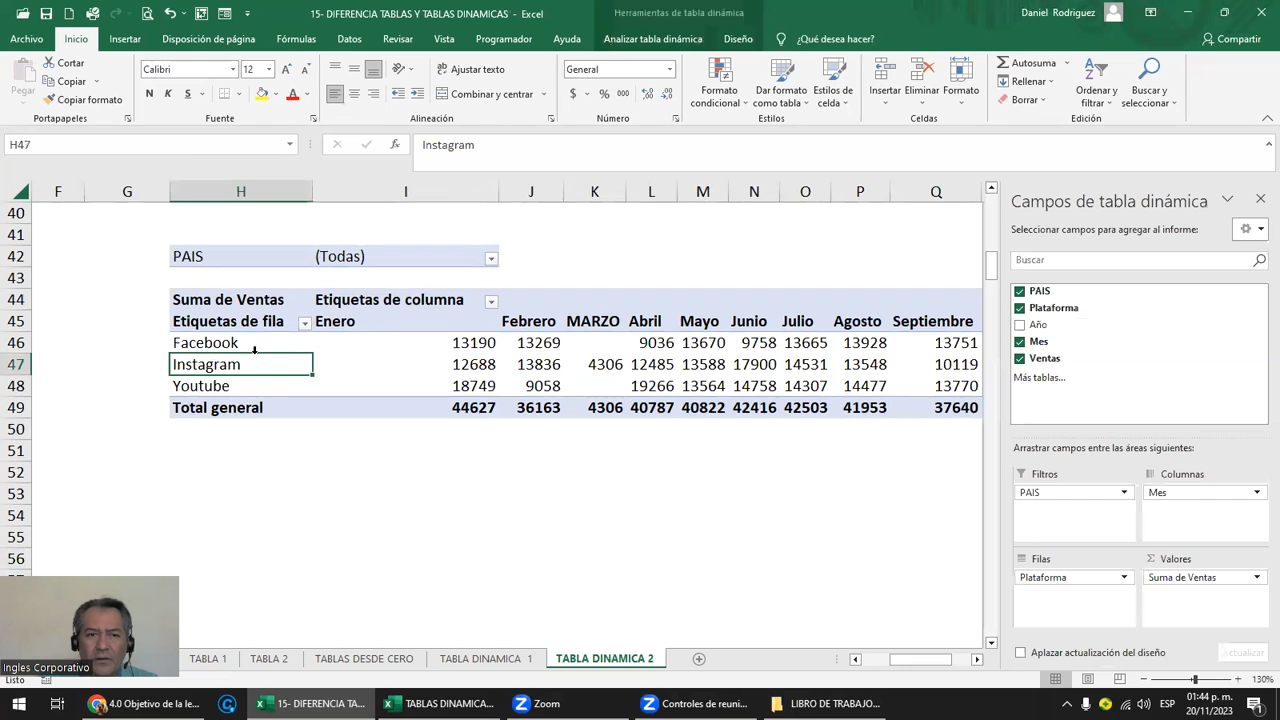 15- DIFERENCIA TABLAS Y TABLAS DINAMICAS - Excel
Herramientas de tabla dinámica
Daniel Rodriguez
Archivo Inicio Insertar Disposición de página Fórmulas Datos Revisar Vista Programador Ayuda Analizar tabla dinámica Diseño ¿Qué desea hacer? Compartir
Pegar
Cortar
Copiar
Copiar formato
Calibri 12
N K S
Ajustar texto
Combinar y centrar
General
$ % 000
Formato condicional
Dar formato como tabla
Estilos de celda
Insertar
Eliminar
Formato
Autosuma
Rellenar
Borrar
Ordenar y filtrar
Buscar y seleccionar
Portapapeles Fuente Alineación Número Estilos Celdas Edición
H47 fx Instagram
F G H I J K L M N O P Q
40
41
42 PAIS (Todas)
43
44 Suma de Ventas Etiquetas de columna
45 Etiquetas de fila Enero Febrero MARZO Abril Mayo Junio Julio Agosto Septiembre
46 Facebook 13190 13269 9036 13670 9758 13665 13928 13751
47 Instagram 12688 13836 4306 12485 13588 17900 14531 13548 10119
48 Youtube 18749 9058 19266 13564 14758 14307 14477 13770
49 Total general 44627 36163 4306 40787 40822 42416 42503 41953 37640
50
51
52
53
54
55
56
Campos de tabla dinámica
Seleccionar campos para agregar al informe:
Buscar
PAIS
Plataforma
Año
Mes
Ventas
Más tablas...
Arrastrar campos entre las áreas siguientes:
Filtros Columnas
PAIS Mes
Filas Σ Valores
Plataforma Suma de Ventas
Aplazar actualización del diseño
Actualizar
Ingles Corporativo
TABLA 1 TABLA 2 TABLAS DESDE CERO TABLA DINAMICA 1 TABLA DINAMICA 2
Listo
130%
4.0 Objetivo de la le...
15- DIFERENCIA TA...
TABLAS DINAMICA...
Zoom
Controles de reuni...
LIBRO DE TRABAJO...
ESP
01:44 p. m.
20/11/2023